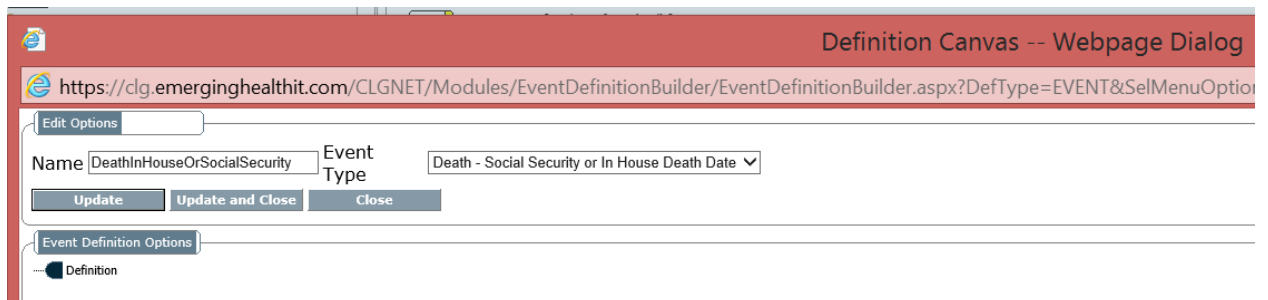 Definition Canvas -- Webpage Dialog
https://clg.emerginghealthit.com/CLGNET/Modules/EventDefinitionBuilder/EventDefinitionBuilder.aspx?DefType=EVENT&SelMenuOption
Edit Options
Name DeathInHouseOrSocialSecurity Event Type Death - Social Security or In House Death Date
Update Update and Close Close
Event Definition Options
Definition